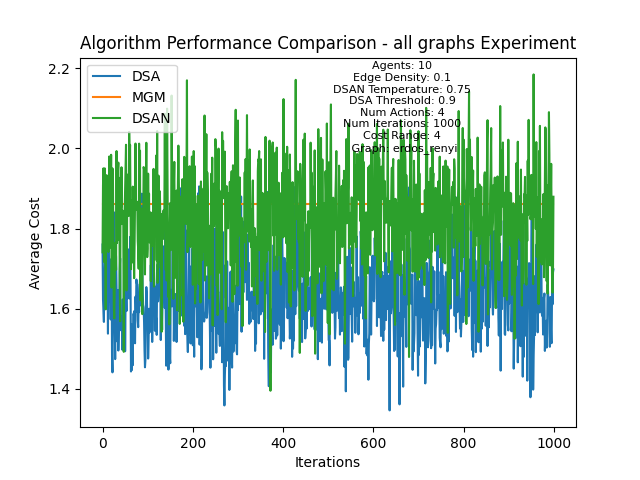 Algorithm Performance Comparison - all graphs Experiment
DSA
MGM
DSAN
Agents: 10
Edge Density: 0.1
DSAN Temperature: 0.75
DSA Threshold: 0.9
Num Actions: 4
Num Iterations: 1000
Cost Range: 4
Graph: erdos_renyi
Average Cost
2.2
2.0
1.8
1.6
1.4
0
200
400
600
800
1000
Iterations